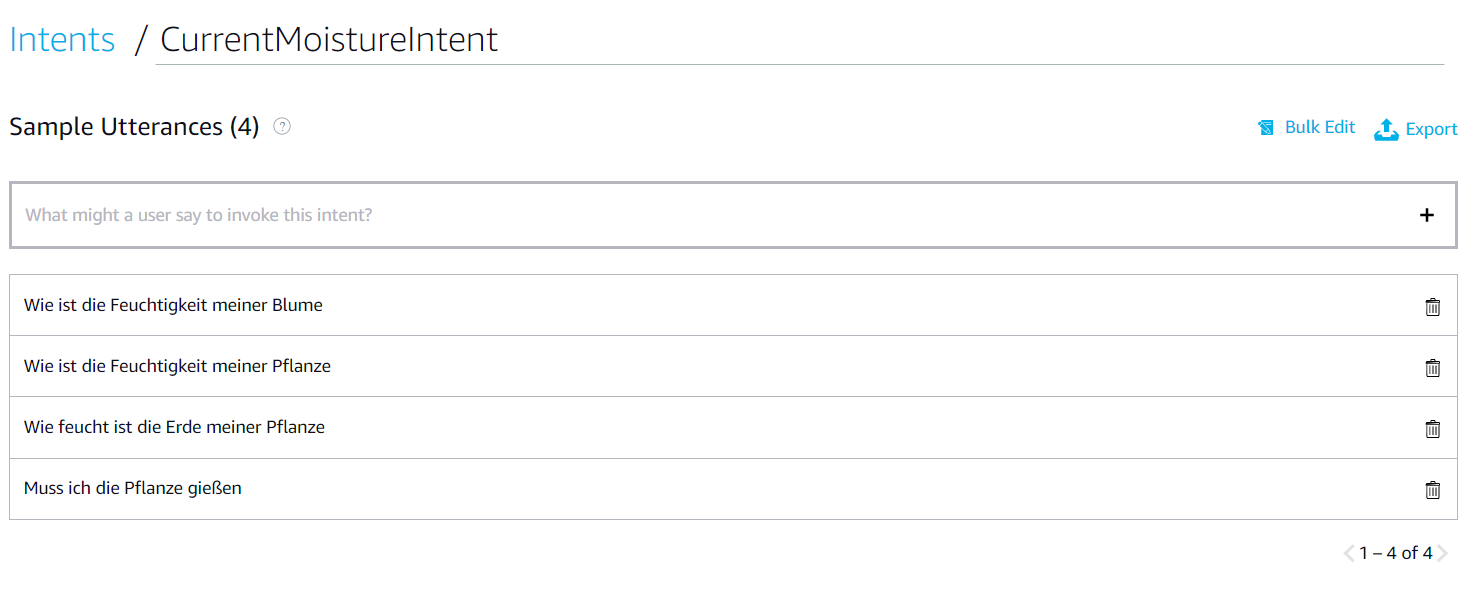 Intents / CurrentMoistureIntent
Sample Utterances (4) ?
Bulk Edit
Export
What might a user say to invoke this intent?
Wie ist die Feuchtigkeit meiner Blume
Wie ist die Feuchtigkeit meiner Pflanze
Wie feucht ist die Erde meiner Pflanze
Muss ich die Pflanze gießen
1 – 4 of 4